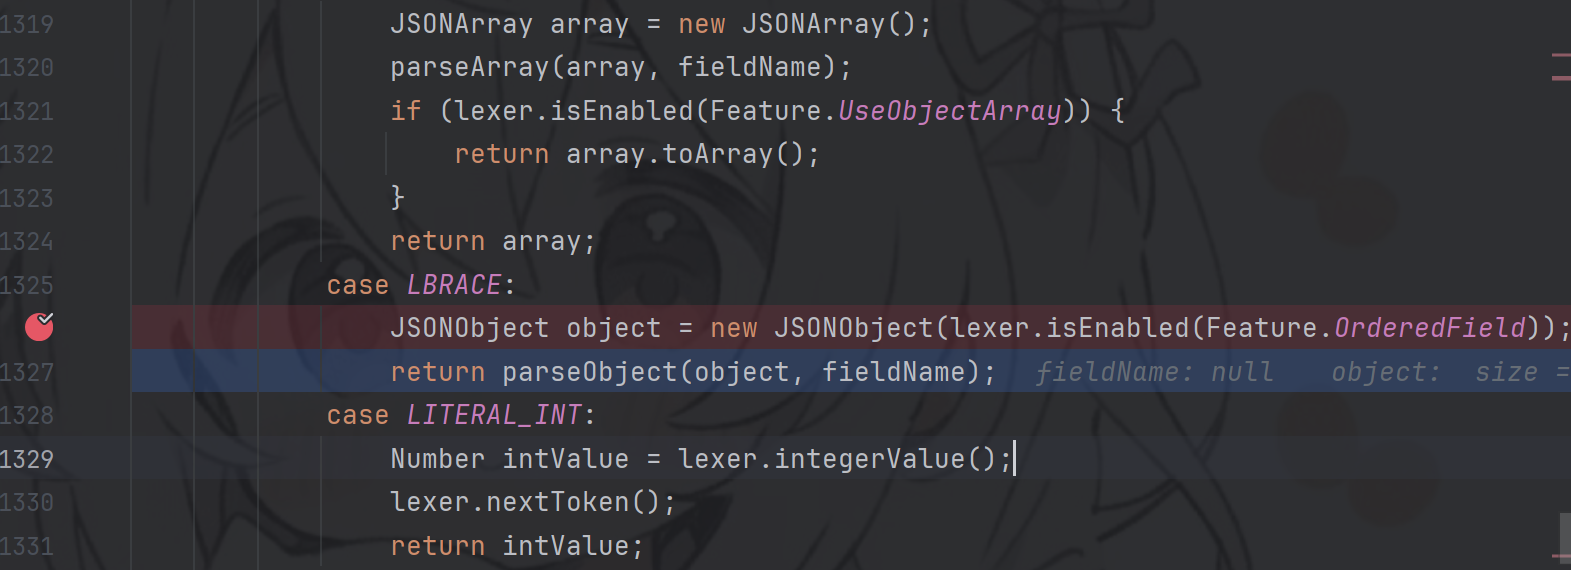 1319 JSONArray array = new JSONArray();
1320 parseArray(array, fieldName);
1321 if (lexer.isEnabled(Feature.UseObjectArray)) {
1322 return array.toArray();
1323 }
1324 return array;
1325 case LBRACE:
JSONObject object = new JSONObject(lexer.isEnabled(Feature.OrderedField));
1327 return parseObject(object, fieldName); fieldName: null object: size =
1328 case LITERAL_INT:
1329 Number intValue = lexer.integerValue();
1330 lexer.nextToken();
1331 return intValue;